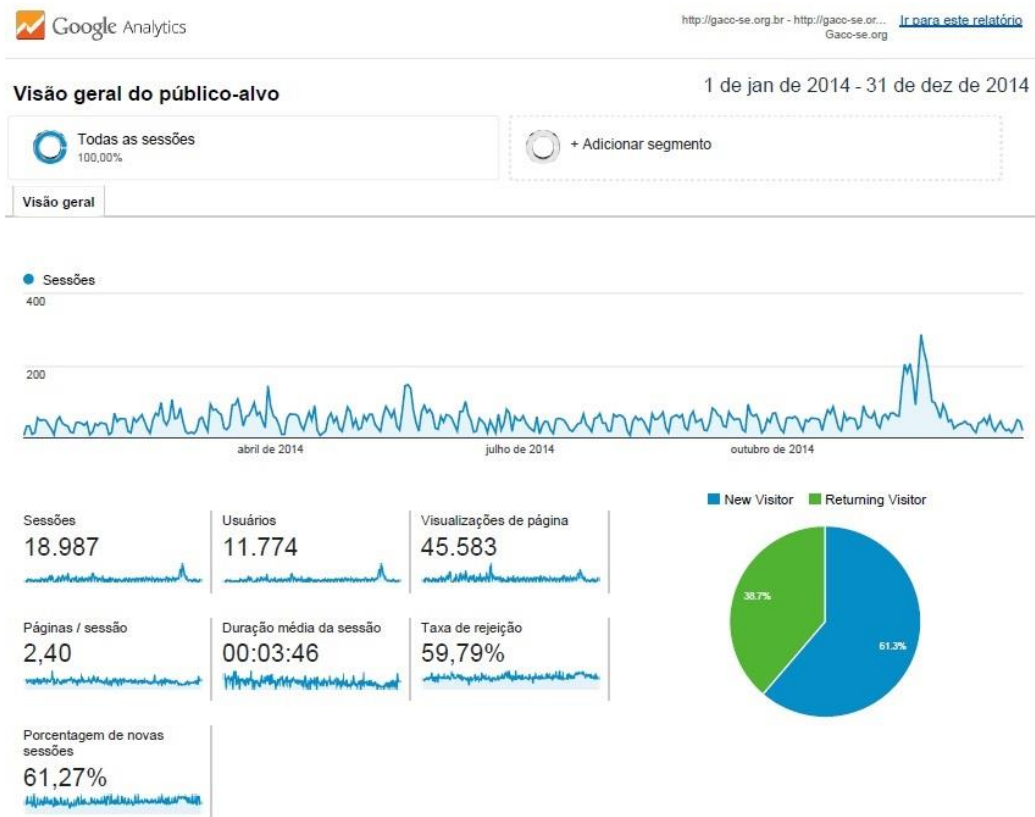 Google Analytics
http://gacc-se.org.br - http://gacc-se.or... Ir para este relatório
Gacc-se.org
Visão geral do público-alvo
1 de jan de 2014 - 31 de dez de 2014
Todas as sessões
100,00%
+ Adicionar segmento
Visão geral
Sessões
400
200
abril de 2014 julho de 2014 outubro de 2014
New Visitor Returning Visitor
38.7%
61.3%
Sessões
18.987
Usuários
11.774
Visualizações de página
45.583
Páginas / sessão
2,40
Duração média da sessão
00:03:46
Taxa de rejeição
59,79%
Porcentagem de novas
sessões
61,27%